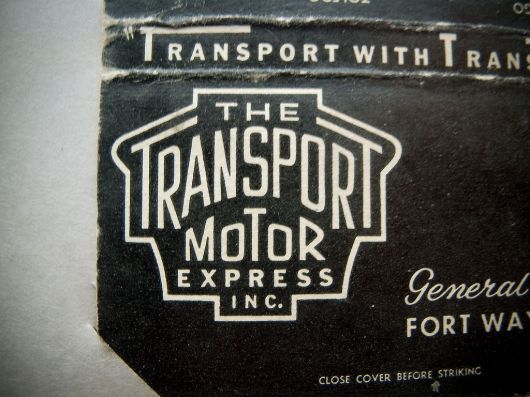 "TRANSPORT WITH TRANS
THE
TRANSPORT
MOTOR
EXPRESS
INC.
General
FORT WAY
CLOSE COVER BEFORE STRIKING